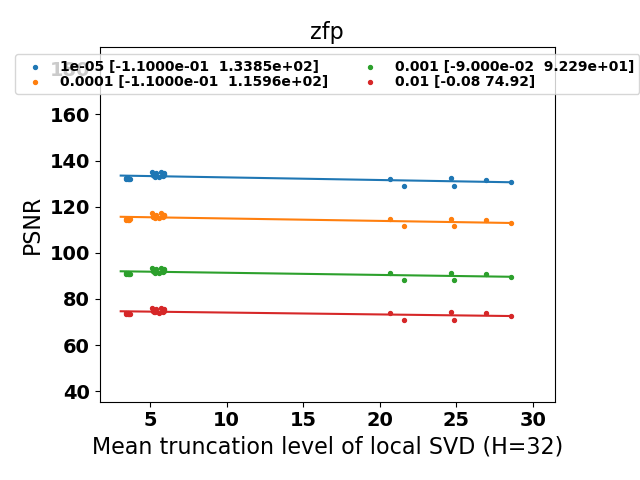 zfp
1e-05 [-1.1000e-01  1.3385e+02]
0.0001 [-1.1000e-01  1.1596e+02]
0.001 [-9.000e-02  9.229e+01]
0.01 [-0.08 74.92]
180
160
140
120
100
80
60
40
PSNR
5 10 15 20 25 30
Mean truncation level of local SVD (H=32)